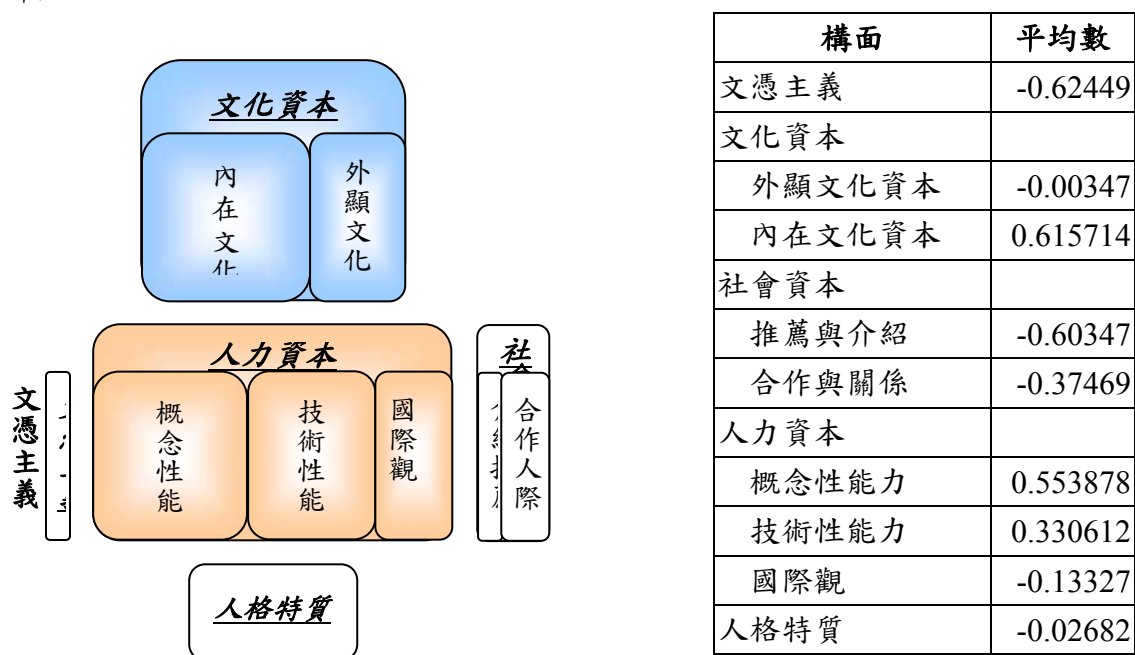 文化資本
內在文化
外顯文化
人力資本
概念性能
技術性能
國際觀
社
合作人際
文憑主義
人格特質
構面 平均數
文憑主義 -0.62449
文化資本
外顯文化資本 -0.00347
內在文化資本 0.615714
社會資本
推薦與介紹 -0.60347
合作與關係 -0.37469
人力資本
概念性能力 0.553878
技術性能力 0.330612
國際觀 -0.13327
人格特質 -0.02682